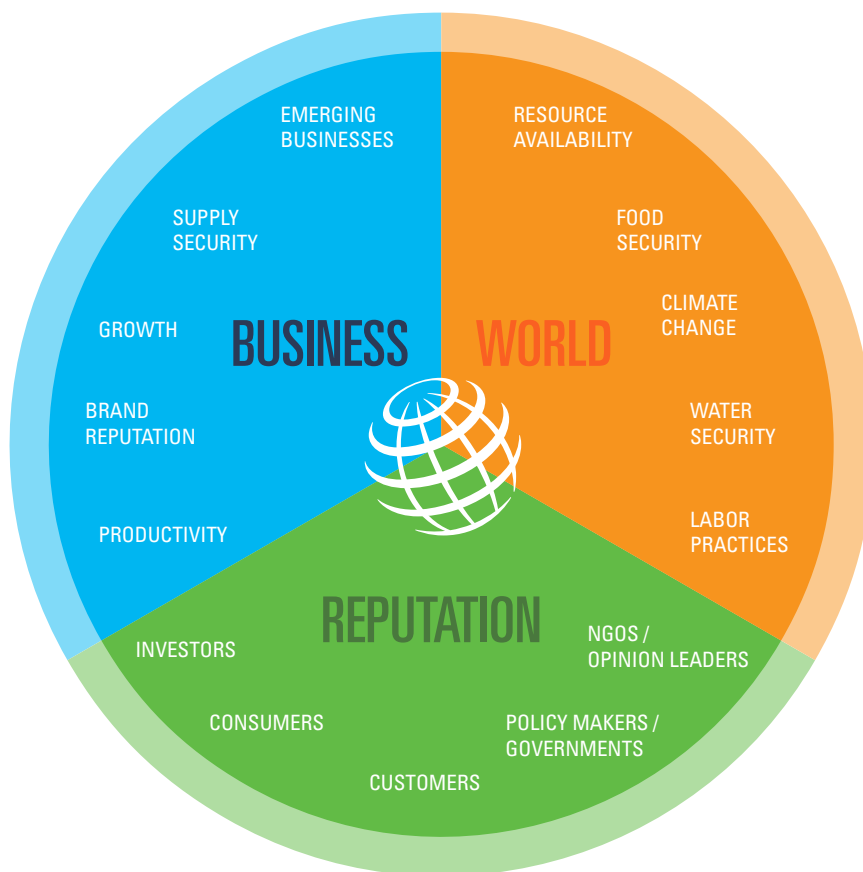 EMERGING
BUSINESSES
SUPPLY
SECURITY
GROWTH
BUSINESS
BRAND
REPUTATION
PRODUCTIVITY
RESOURCE
AVAILABILITY
FOOD
SECURITY
CLIMATE
CHANGE
WORLD
WATER
SECURITY
LABOR
PRACTICES
REPUTATION
INVESTORS
NGOS /
OPINION LEADERS
CONSUMERS
POLICY MAKERS /
GOVERNMENTS
CUSTOMERS